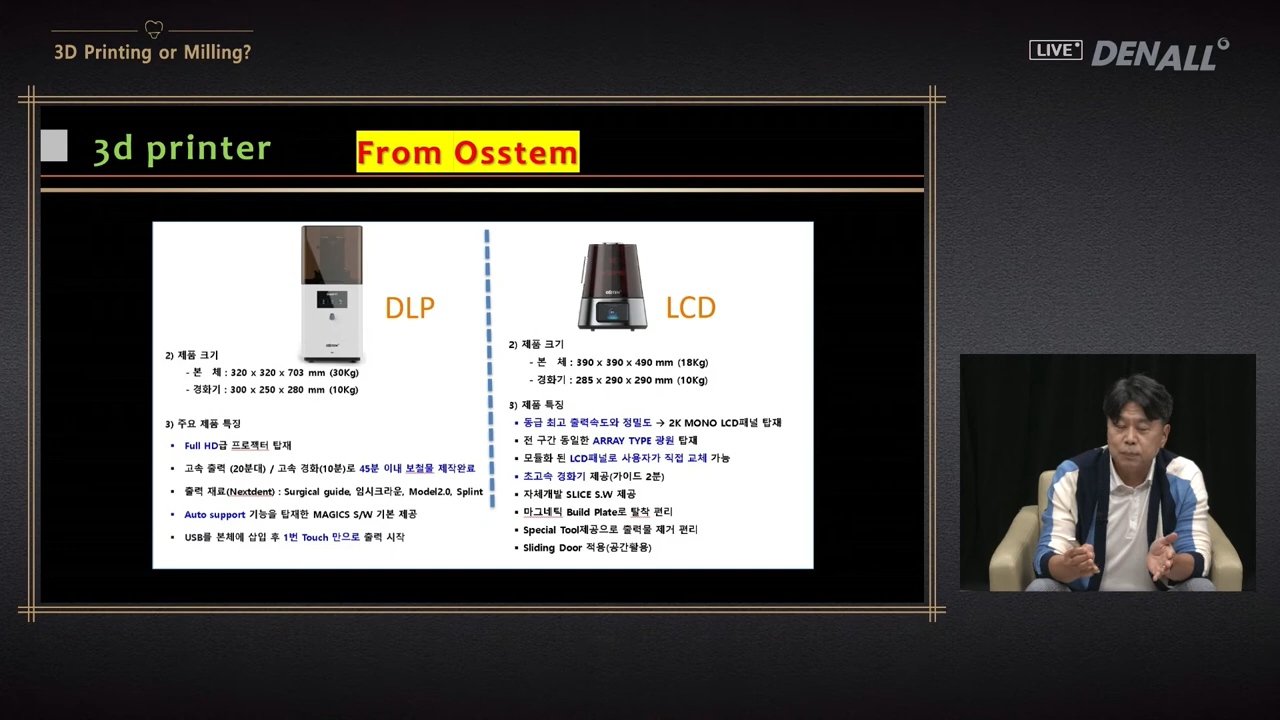 3D Printing or Milling?
LIVE
DENALL
3d printer
From Osstem
DLP
2) 제품 크기
- 본 체 : 320 x 320 x 703 mm (30Kg)
- 경화기 : 300 x 250 x 280 mm (10Kg)
3) 주요 제품 특징
Full HD급 프로젝터 탑재
고속 출력 (20분대) / 고속 경화(10분)로 45분 이내 보철물 제작완료
출력 재료(Nextdent) : Surgical guide, 임시크라운, Model2.0, Splint
Auto support 기능을 탑재한 MAGICS S/W 기본 제공
USB를 본체에 삽입 후 1번 Touch 만으로 출력 시작
LCD
2) 제품 크기
- 본 체 : 390 x 390 x 490 mm (18Kg)
- 경화기 : 285 x 290 x 290 mm (10Kg)
3) 제품 특징
동급 최고 출력속도와 정밀도 → 2K MONO LCD패널 탑재
전 구간 동일한 ARRAY TYPE 광원 탑재
모듈화 된 LCD패널로 사용자가 직접 교체 가능
초고속 경화기 제공(가이드 2분)
자체개발 SLICE S.W 제공
마그네틱 Build Plate로 탈착 편리
Special Tool제공으로 출력물 제거 편리
Sliding Door 적용(공간활용)